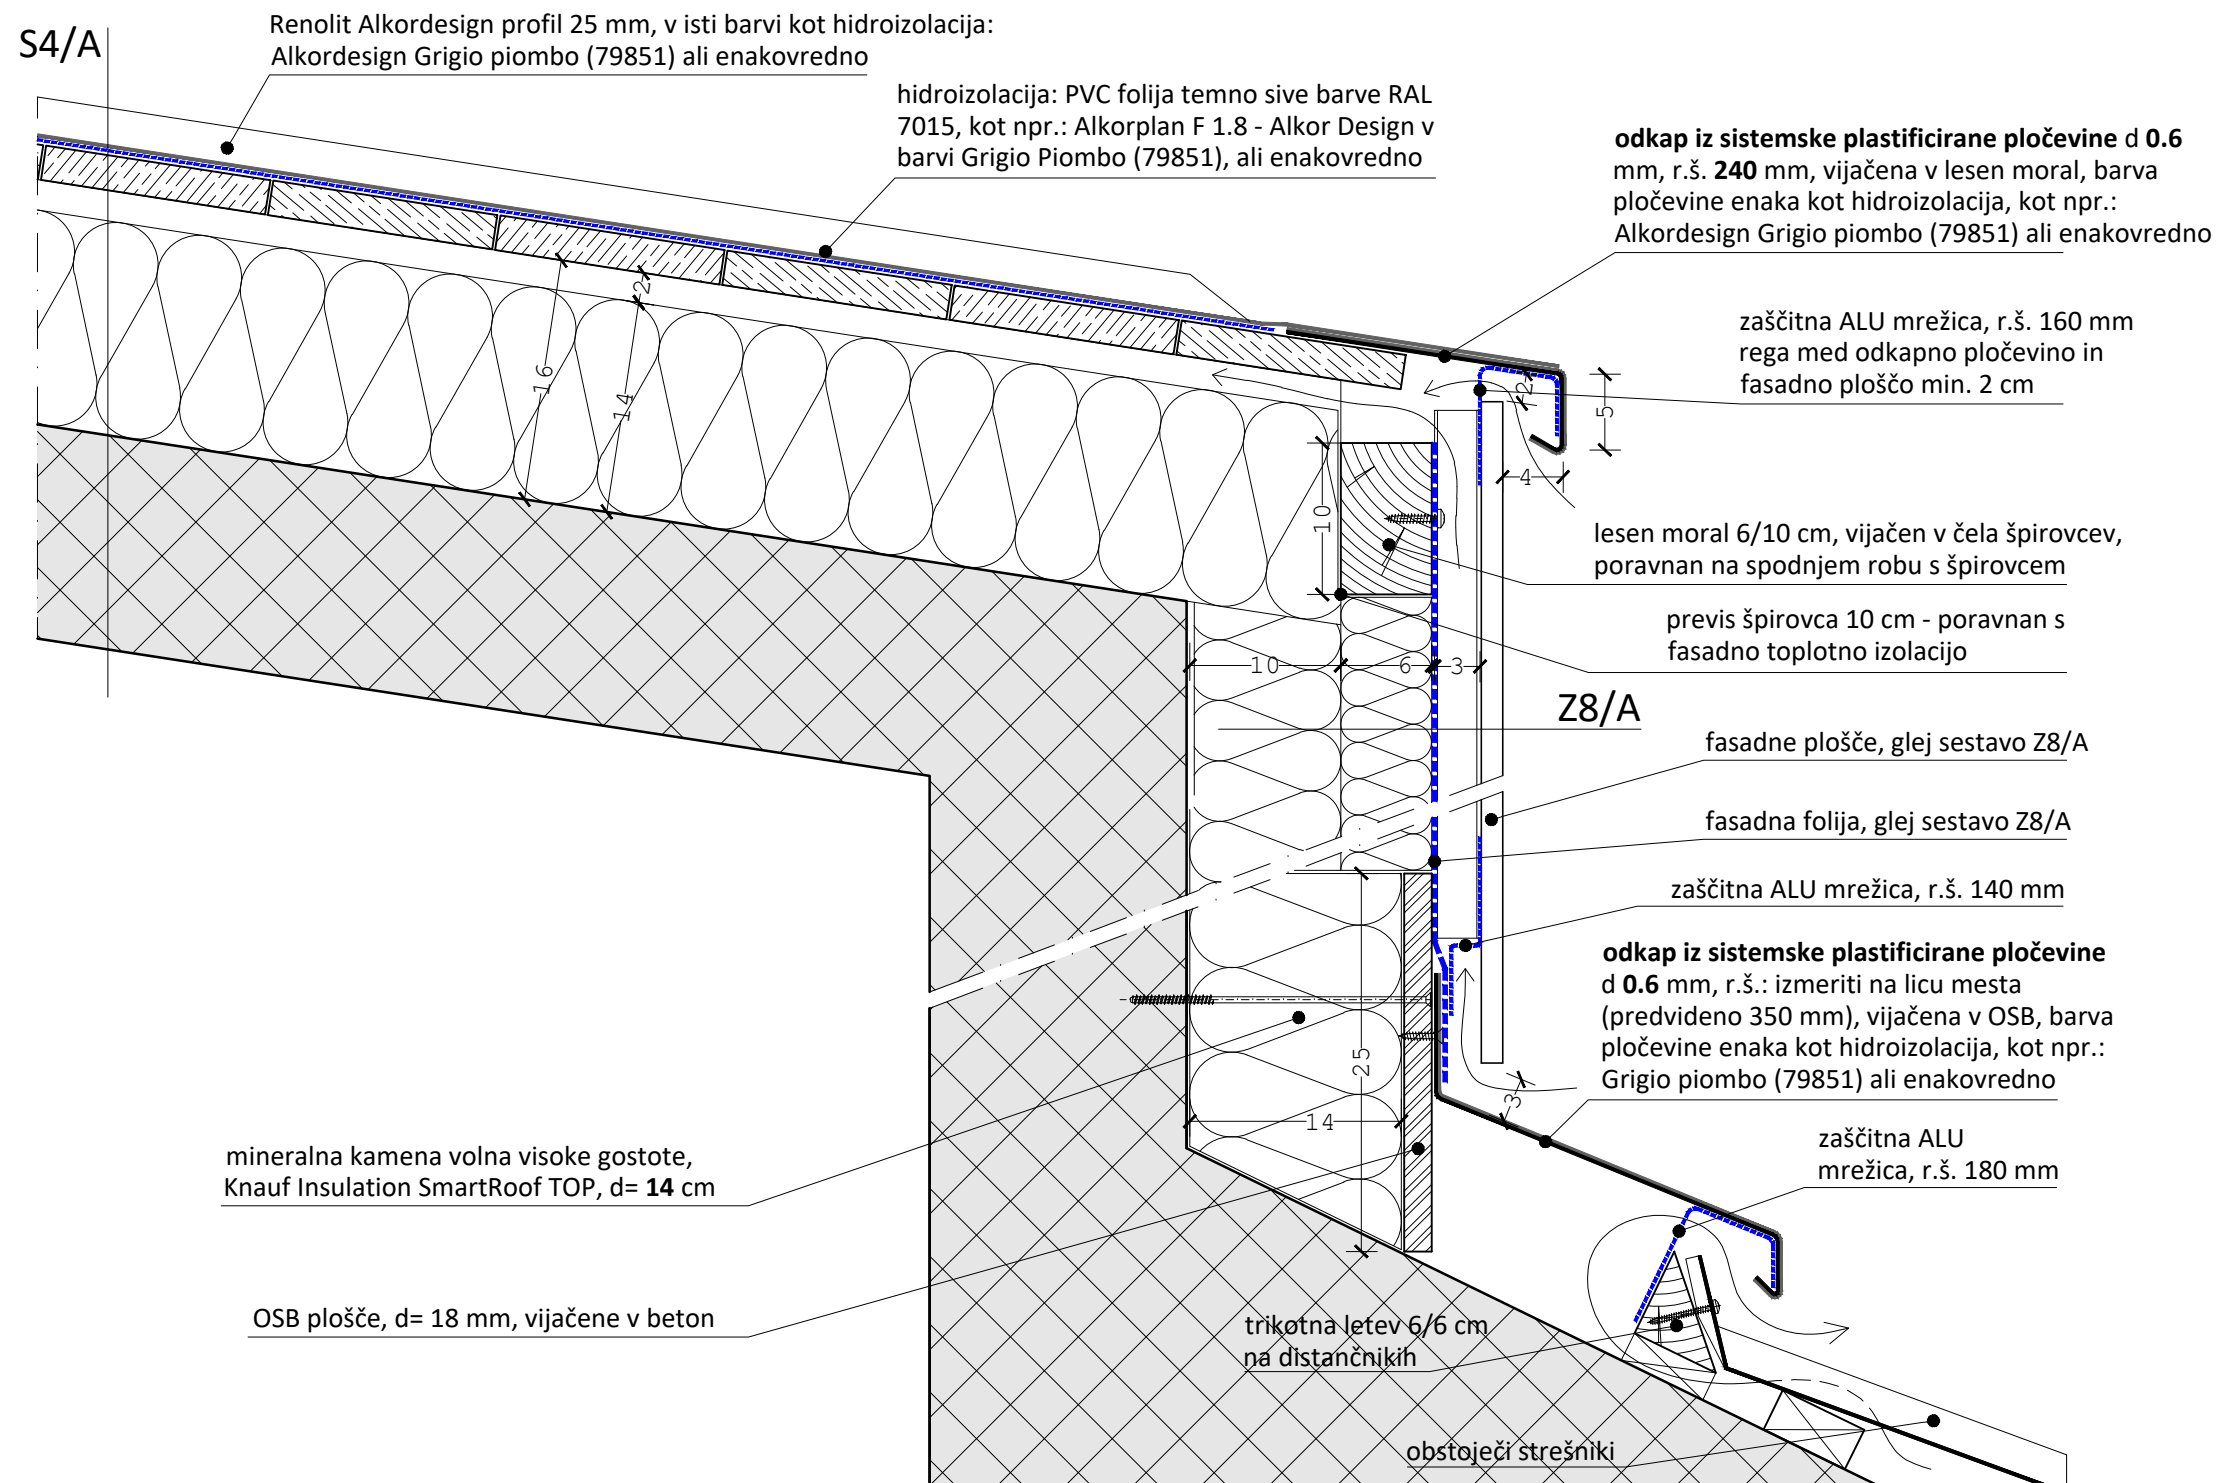 S4/A
Renolit Alkordesign profil 25 mm, v isti barvi kot hidroizolacija:
Alkordesign Grigio piombo (79851) ali enakovredno
hidroizolacija: PVC folija temno sive barve RAL
7015, kot npr.: Alkorplan F 1.8 - Alkor Design v
barvi Grigio Piombo (79851), ali enakovredno
odkap iz sistemske plastificirane pločevine d 0.6
mm, r.š. 240 mm, vijačena v lesen moral, barva
pločevine enaka kot hidroizolacija, kot npr.:
Alkordesign Grigio piombo (79851) ali enakovredno
zaščitna ALU mrežica, r.š. 160 mm
rega med odkapno pločevino in
fasadno ploščo min. 2 cm
2
16
14
2
5
4
10
lesen moral 6/10 cm, vijačen v čela špirovcev,
poravnan na spodnjem robu s špirovcem
previs špirovca 10 cm - poravnan s
fasadno toplotno izolacijo
10
6
3
Z8/A
fasadne plošče, glej sestavo Z8/A
fasadna folija, glej sestavo Z8/A
zaščitna ALU mrežica, r.š. 140 mm
odkap iz sistemske plastificirane pločevine
d 0.6 mm, r.š.: izmeriti na licu mesta
(predvideno 350 mm), vijačena v OSB, barva
pločevine enaka kot hidroizolacija, kot npr.:
Grigio piombo (79851) ali enakovredno
25
3
14
zaščitna ALU
mrežica, r.š. 180 mm
mineralna kamena volna visoke gostote,
Knauf Insulation SmartRoof TOP, d= 14 cm
OSB plošče, d= 18 mm, vijačene v beton
trikotna letev 6/6 cm
na distančnikih
obstoječi strešniki